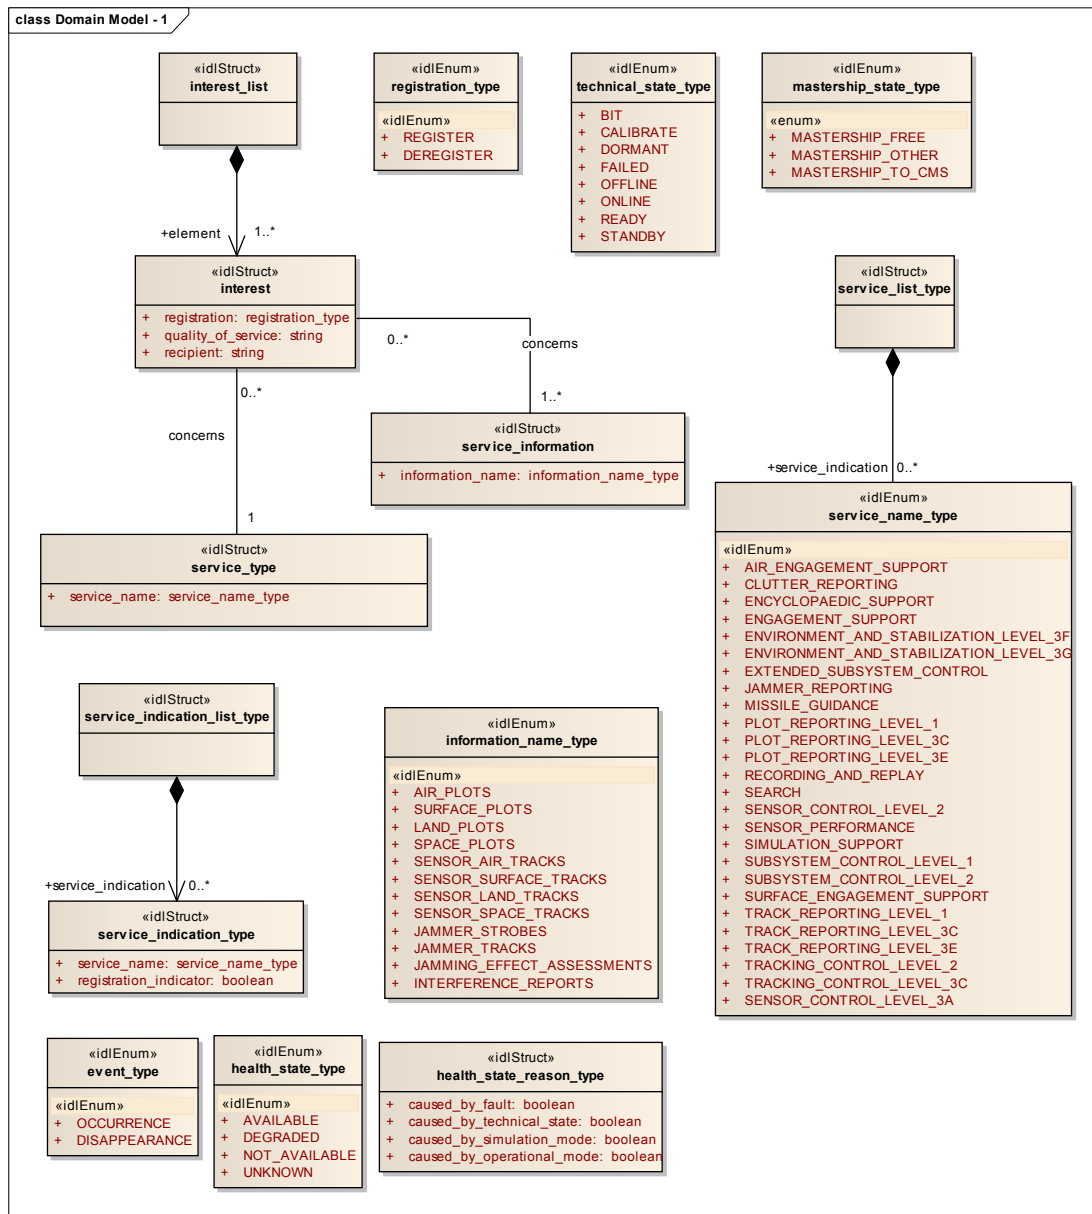 class Domain Model - 1
«idlStruct»
interest_list
«idlEnum»
registration_type
«idlEnum»
+ REGISTER
+ DEREGISTER
«idlEnum»
technical_state_type
+ BIT
+ CALIBRATE
+ DORMANT
+ FAILED
+ OFFLINE
+ ONLINE
+ READY
+ STANDBY
«idlEnum»
mastership_state_type
«enum»
+ MASTERSHIP_FREE
+ MASTERSHIP_OTHER
+ MASTERSHIP_TO_CMS
+element
1..*
«idlStruct»
interest
+ registration: registration_type
+ quality_of_service: string
+ recipient: string
0..*
concerns
1..*
0..*
concerns
1
«idlStruct»
service_list_type
«idlStruct»
service_information
+ information_name: information_name_type
+service_indication
0..*
«idlStruct»
service_type
+ service_name: service_name_type
«idlEnum»
service_name_type
«idlEnum»
+ AIR_ENGAGEMENT_SUPPORT
+ CLUTTER_REPORTING
+ ENCYCLOPAEDIC_SUPPORT
+ ENGAGEMENT_SUPPORT
+ ENVIRONMENT_AND_STABILIZATION_LEVEL_3F
+ ENVIRONMENT_AND_STABILIZATION_LEVEL_3G
+ EXTENDED_SUBSYSTEM_CONTROL
+ JAMMER_REPORTING
+ MISSILE_GUIDANCE
+ PLOT_REPORTING_LEVEL_1
+ PLOT_REPORTING_LEVEL_3C
+ PLOT_REPORTING_LEVEL_3E
+ RECORDING_AND_REPLAY
+ SEARCH
+ SENSOR_CONTROL_LEVEL_2
+ SENSOR_PERFORMANCE
+ SIMULATION_SUPPORT
+ SUBSYSTEM_CONTROL_LEVEL_1
+ SUBSYSTEM_CONTROL_LEVEL_2
+ SURFACE_ENGAGEMENT_SUPPORT
+ TRACK_REPORTING_LEVEL_1
+ TRACK_REPORTING_LEVEL_3C
+ TRACK_REPORTING_LEVEL_3E
+ TRACKING_CONTROL_LEVEL_2
+ TRACKING_CONTROL_LEVEL_3C
+ SENSOR_CONTROL_LEVEL_3A
«idlStruct»
service_indication_list_type
+service_indication
0..*
«idlStruct»
service_indication_type
+ service_name: service_name_type
+ registration_indicator: boolean
«idlEnum»
information_name_type
«idlEnum»
+ AIR_PLOTS
+ SURFACE_PLOTS
+ LAND_PLOTS
+ SPACE_PLOTS
+ SENSOR_AIR_TRACKS
+ SENSOR_SURFACE_TRACKS
+ SENSOR_LAND_TRACKS
+ SENSOR_SPACE_TRACKS
+ JAMMER_STROBES
+ JAMMER_TRACKS
+ JAMMING_EFFECT_ASSESSMENTS
+ INTERFERENCE_REPORTS
«idlEnum»
event_type
«idlEnum»
+ OCCURRENCE
+ DISAPPEARANCE
«idlEnum»
health_state_type
«idlEnum»
+ AVAILABLE
+ DEGRADED
+ NOT_AVAILABLE
+ UNKNOWN
«idlStruct»
health_state_reason_type
+ caused_by_fault: boolean
+ caused_by_technical_state: boolean
+ caused_by_simulation_mode: boolean
+ caused_by_operational_mode: boolean